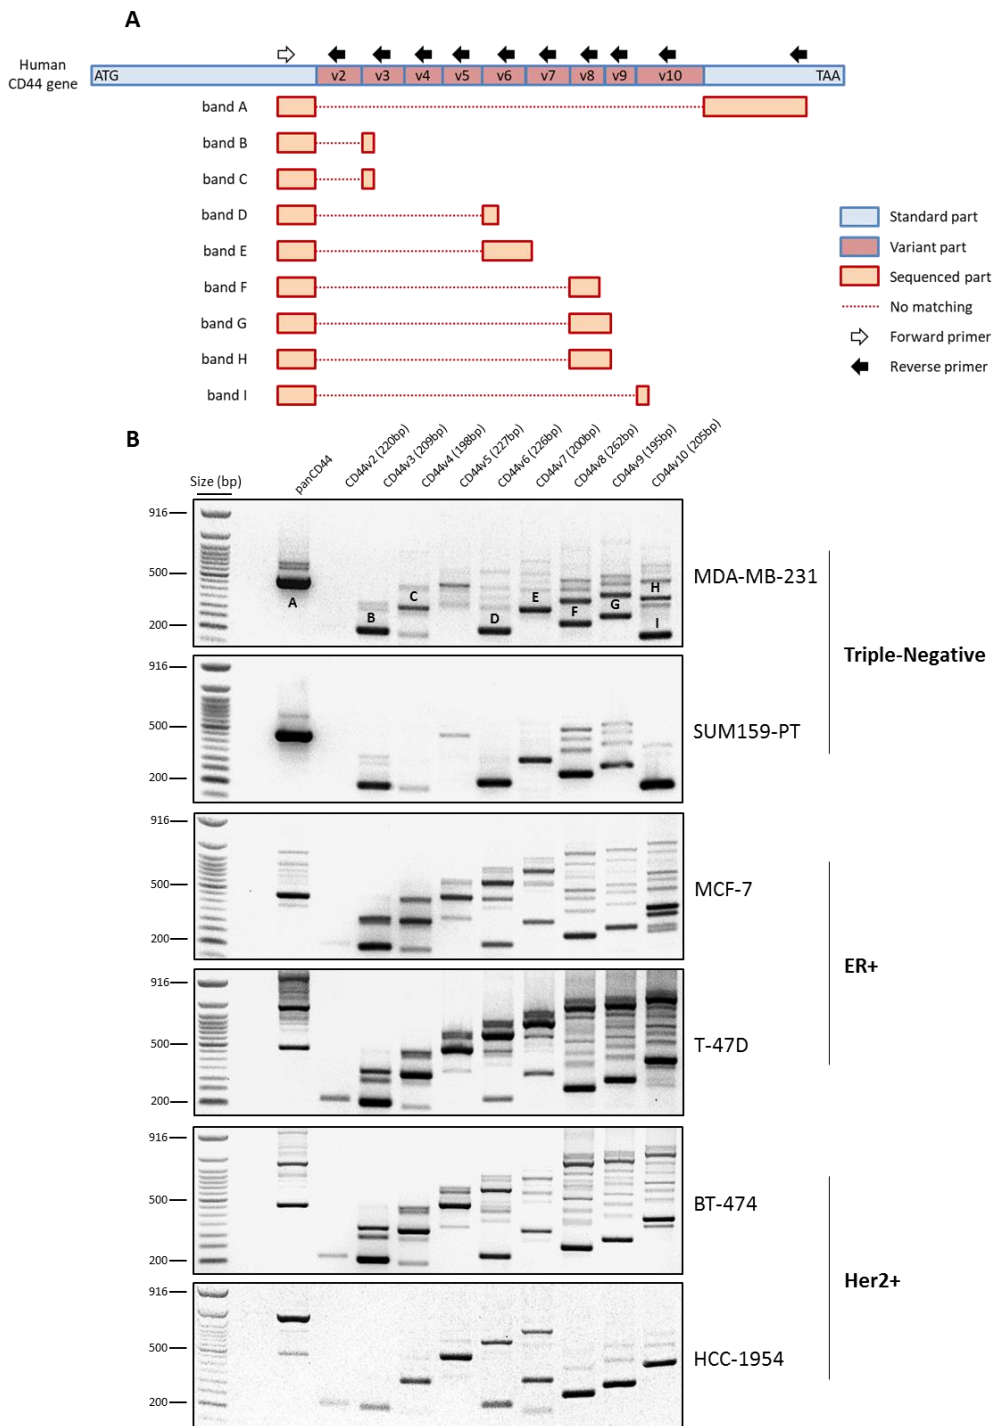 A
Human
CD44 gene
ATG
v2
v3
v4
v5
v6
v7
v8
v9
v10
TAA
band A
band B
band C
band D
band E
band F
band G
band H
band I
Standard part
Variant part
Sequenced part
No matching
Forward primer
Reverse primer
B
Size (bp)
panCD44
CD44v2 (220bp)
CD44v3 (209bp)
CD44v4 (198bp)
CD44v5 (227bp)
CD44v6 (226bp)
CD44v7 (200bp)
CD44v8 (262bp)
CD44v9 (195bp)
CD44v10 (205bp)
916
500
200
A
B
C
D
E
F
G
H
I
MDA-MB-231
916
500
200
SUM159-PT
Triple-Negative
916
500
200
MCF-7
916
500
200
T-47D
ER+
916
500
200
BT-474
916
500
200
HCC-1954
Her2+